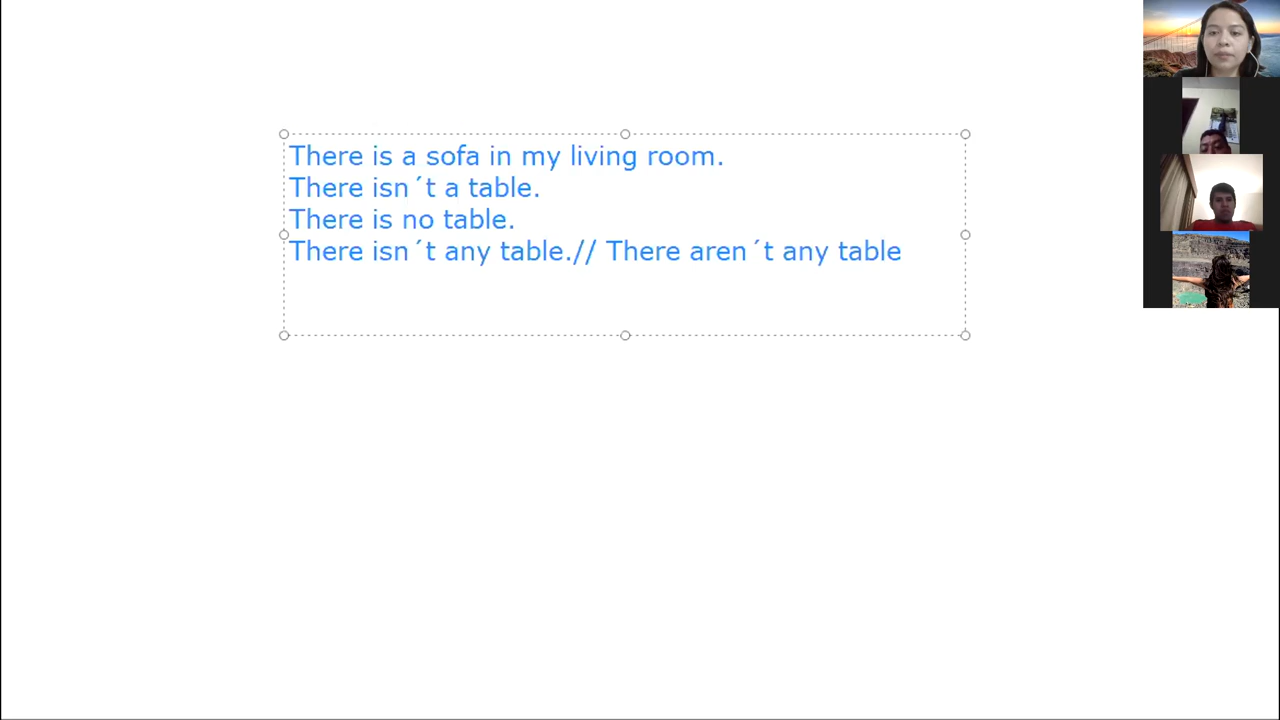 There is a sofa in my living room.
There isn´t a table.
There is no table.
There isn´t any table.// There aren´t any table